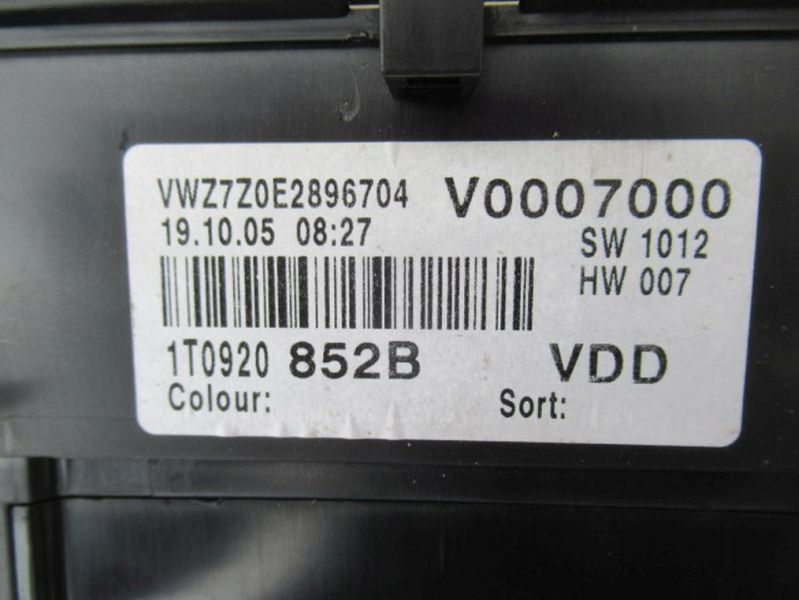 VWZ7Z0E2896704 V0007000
19.10.05 08:27 SW 1012
HW 007
1T0920 852B VDD
Colour: Sort: